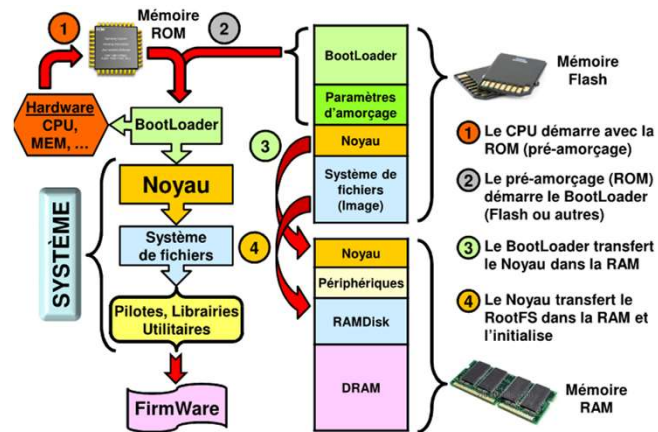 1
Mémoire
ROM
2
Hardware
CPU,
MEM, ...
BootLoader
Noyau
SYSTÈME
Système
de fichiers
Pilotes, Librairies
Utilitaires
FirmWare
BootLoader
Paramètres
d'amorçage
3
Noyau
Système de
fichiers
(Image)
4
Noyau
Périphériques
RAMDisk
DRAM
Mémoire
Flash
1 Le CPU démarre avec la
ROM (pré-amorçage)
2 Le pré-amorçage (ROM)
démarre le BootLoader
(Flash ou autres)
3 Le BootLoader transfert
le Noyau dans la RAM
4 Le Noyau transfert le
RootFS dans la RAM et
l'initialise
Mémoire
RAM